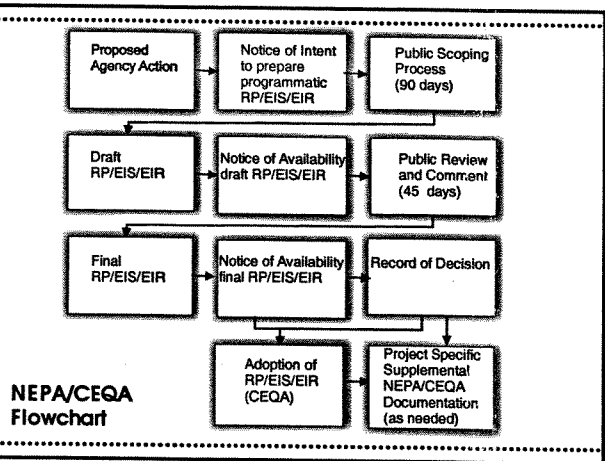 Proposed
Agency Action
Notice of Intent
to prepare
programmatic
RP/EIS/EIR
Public Scoping
Process
(90 days)
Draft
RP/EIS/EIR
Notice of Availability
draft RP/EIS/EIR
Public Review
and Comment
(45 days)
Final
RP/EIS/EIR
Notice of Availability
final RP/EIS/EIR
Record of Decision
Adoption of
RP/EIS/EIR
(CEQA)
Project Specific
Supplemental
NEPA/CEQA
Documentation
(as needed)
NEPA/CEQA
Flowchart